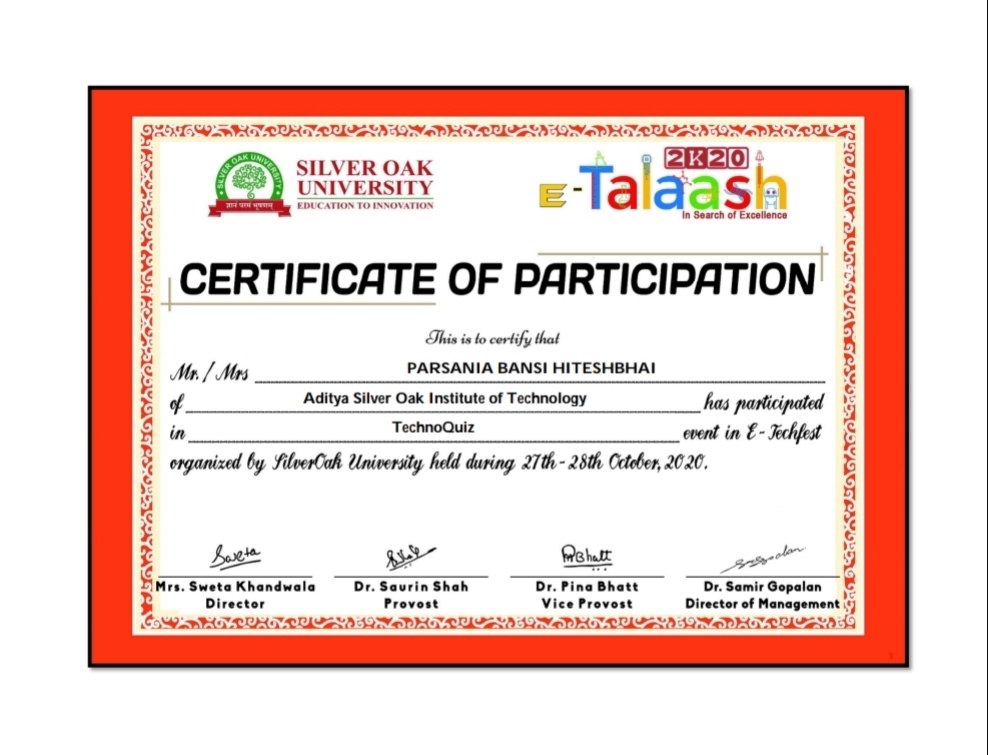 SILVER OAK UNIVERSITY
ज्ञानं परमं भूषणम्
SILVER OAK
UNIVERSITY
EDUCATION TO INNOVATION
2K20
E-Talaash
In Search of Excellence
CERTIFICATE OF PARTICIPATION
This is to certify that
Mr. / Mrs PARSANIA BANSI HITESHBHAI
of Aditya Silver Oak Institute of Technology has participated
in TechnoQuiz event in E - Techfest
organized by SilverOak University held during 27th - 28th October, 2020.
Sweta
PBhatt
Mrs. Sweta Khandwala Dr. Saurin Shah Dr. Pina Bhatt Dr. Samir Gopalan
Director Provost Vice Provost Director of Management